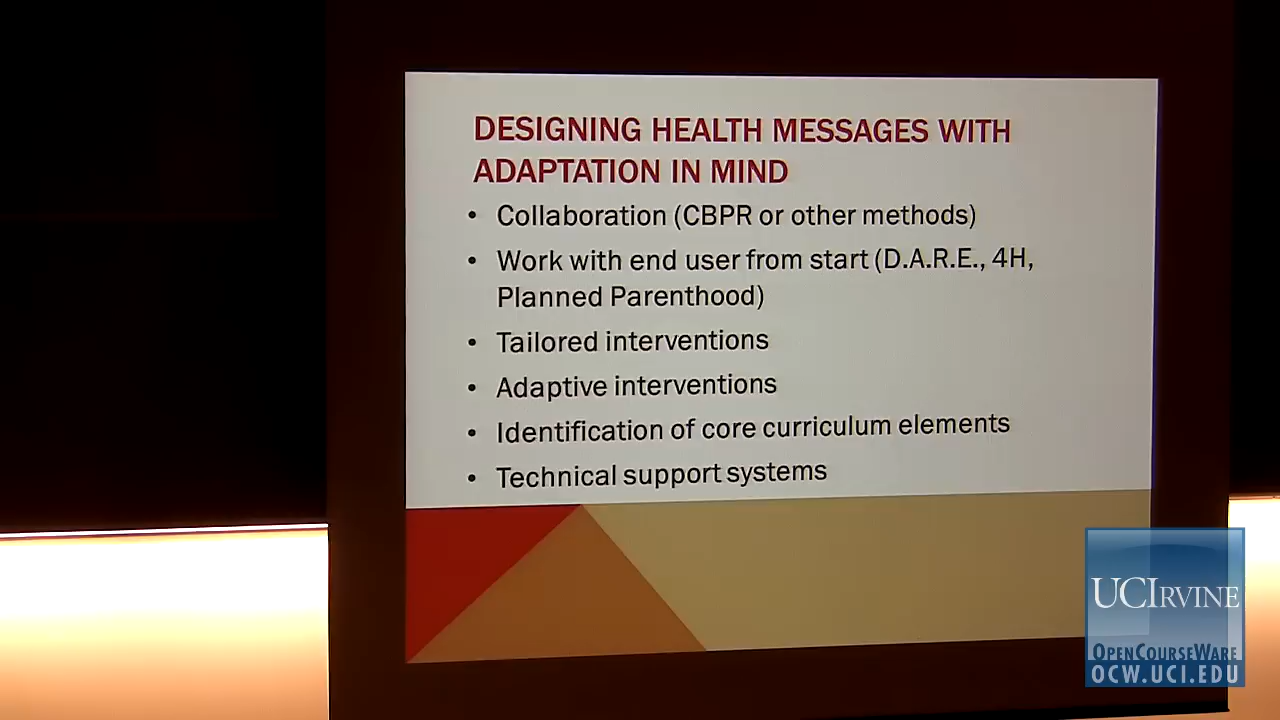 DESIGNING HEALTH MESSAGES WITH
ADAPTATION IN MIND
• Collaboration (CBPR or other methods)
• Work with end user from start (D.A.R.E., 4H,
Planned Parenthood)
• Tailored interventions
• Adaptive interventions
• Identification of core curriculum elements
• Technical support systems
UCIRVINE
OPENCOURSEWARE
OCW.UCI.EDU